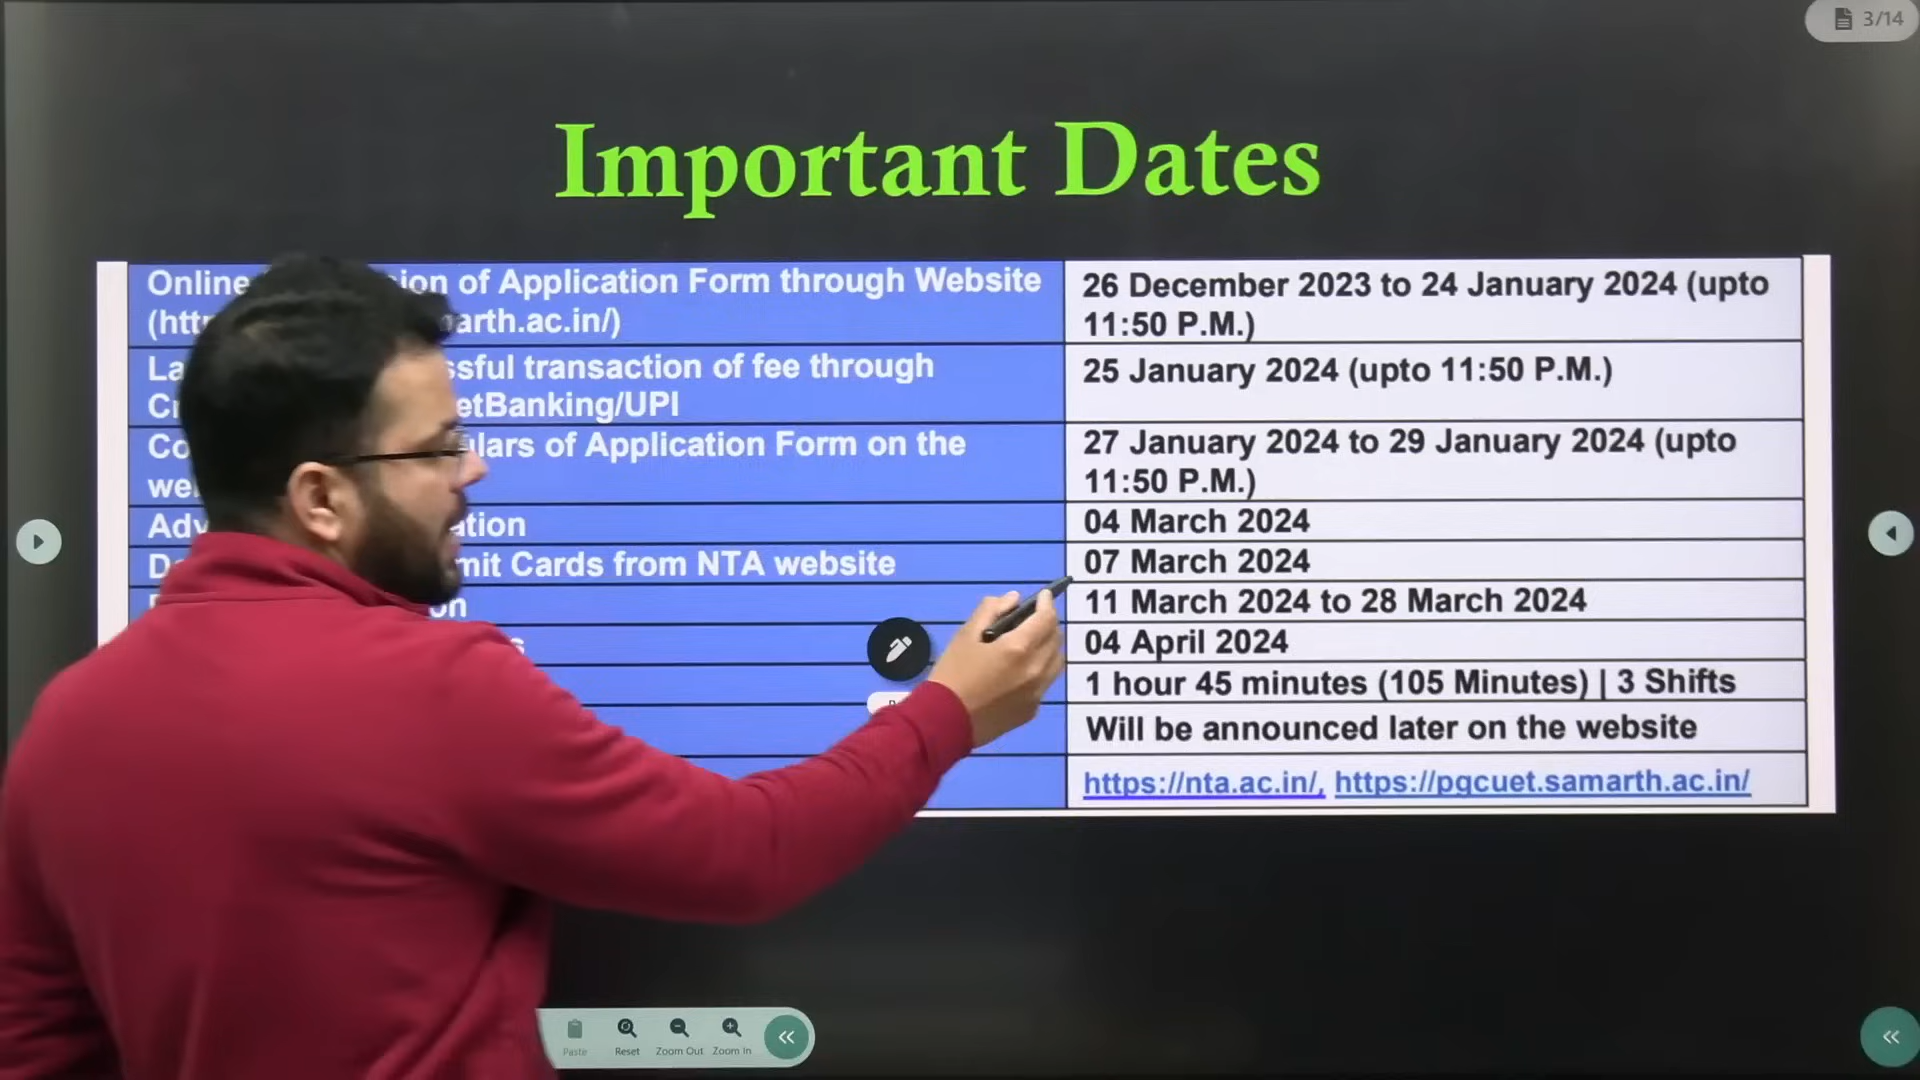 3/14
Important Dates
Online ion of Application Form through Website
(htt arth.ac.in/)
26 December 2023 to 24 January 2024 (upto
11:50 P.M.)
La ssful transaction of fee through
Cr etBanking/UPI
25 January 2024 (upto 11:50 P.M.)
Co lars of Application Form on the
we
27 January 2024 to 29 January 2024 (upto
11:50 P.M.)
Adv ation
04 March 2024
D mit Cards from NTA website
07 March 2024
on
11 March 2024 to 28 March 2024
s
04 April 2024
1 hour 45 minutes (105 Minutes) | 3 Shifts
Will be announced later on the website
https://nta.ac.in/, https://pgcuet.samarth.ac.in/
Paste Reset Zoom Out Zoom In